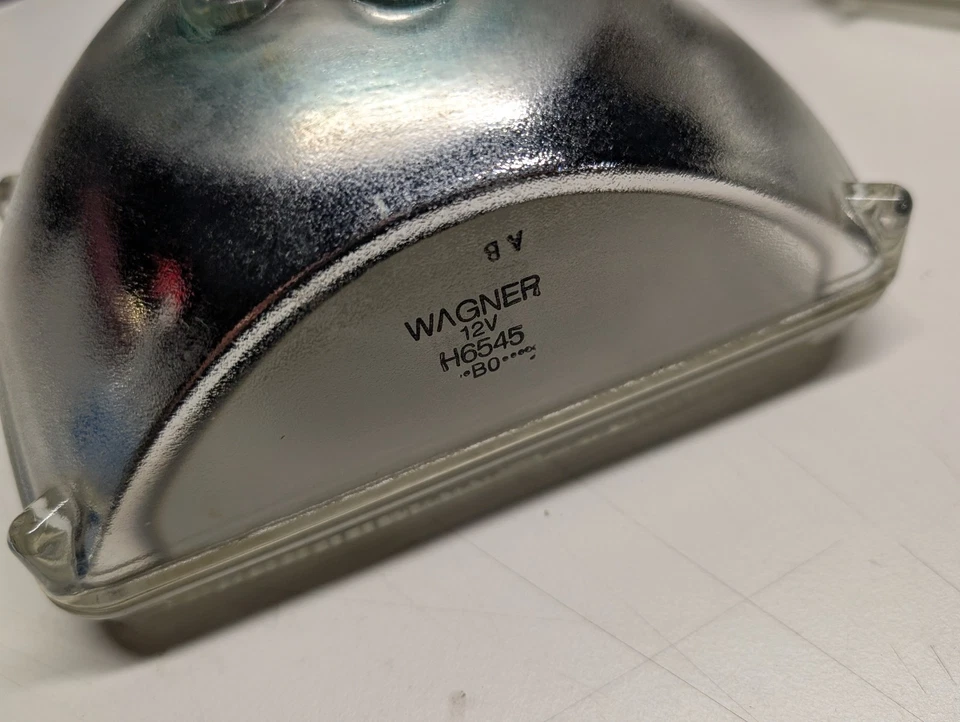 A B
WAGNER
12V
H6545
··B0····